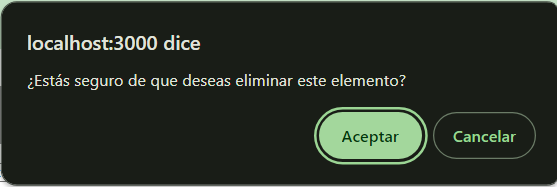 localhost:3000 dice
¿Estás seguro de que deseas eliminar este elemento?
Aceptar
Cancelar